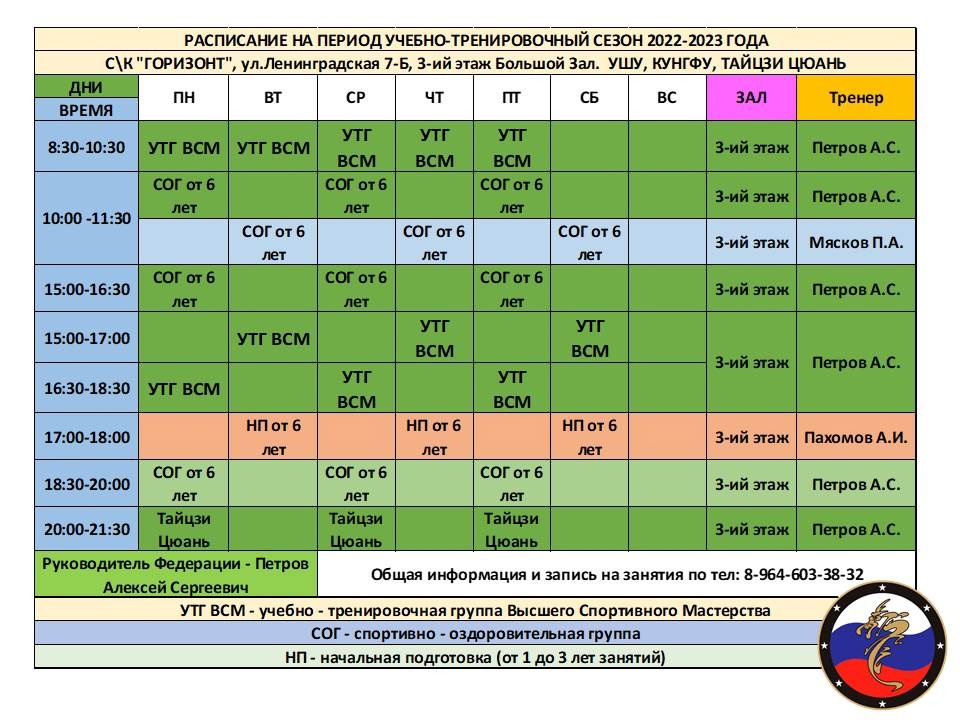 РАСПИСАНИЕ НА ПЕРИОД УЧЕБНО-ТРЕНИРОВОЧНЫЙ СЕЗОН 2022-2023 ГОДА
С\К "ГОРИЗОНТ", ул.Ленинградская 7-Б, 3-ий этаж Большой Зал. УШУ, КУНГФУ, ТАЙЦЗИ ЦЮАНЬ
ДНИ
ВРЕМЯ
ПН ВТ СР ЧТ ПТ СБ ВС ЗАЛ Тренер
8:30-10:30 УТГ ВСМ УТГ ВСМ УТГ ВСМ УТГ ВСМ УТГ ВСМ 3-ий этаж Петров А.С.
10:00 -11:30 СОГ от 6 лет СОГ от 6 лет СОГ от 6 лет 3-ий этаж Петров А.С.
СОГ от 6 лет СОГ от 6 лет СОГ от 6 лет 3-ий этаж Мясков П.А.
15:00-16:30 СОГ от 6 лет СОГ от 6 лет СОГ от 6 лет 3-ий этаж Петров А.С.
15:00-17:00 УТГ ВСМ УТГ ВСМ УТГ ВСМ 3-ий этаж Петров А.С.
16:30-18:30 УТГ ВСМ УТГ ВСМ УТГ ВСМ
17:00-18:00 НП от 6 лет НП от 6 лет НП от 6 лет 3-ий этаж Пахомов А.И.
18:30-20:00 СОГ от 6 лет СОГ от 6 лет СОГ от 6 лет 3-ий этаж Петров А.С.
20:00-21:30 Тайцзи Цюань Тайцзи Цюань Тайцзи Цюань 3-ий этаж Петров А.С.
Руководитель Федерации - Петров
Алексей Сергеевич
Общая информация и запись на занятия по тел: 8-964-603-38-32
УТГ ВСМ - учебно - тренировочная группа Высшего Спортивного Мастерства
СОГ - спортивно - оздоровительная группа
НП - начальная подготовка (от 1 до 3 лет занятий)